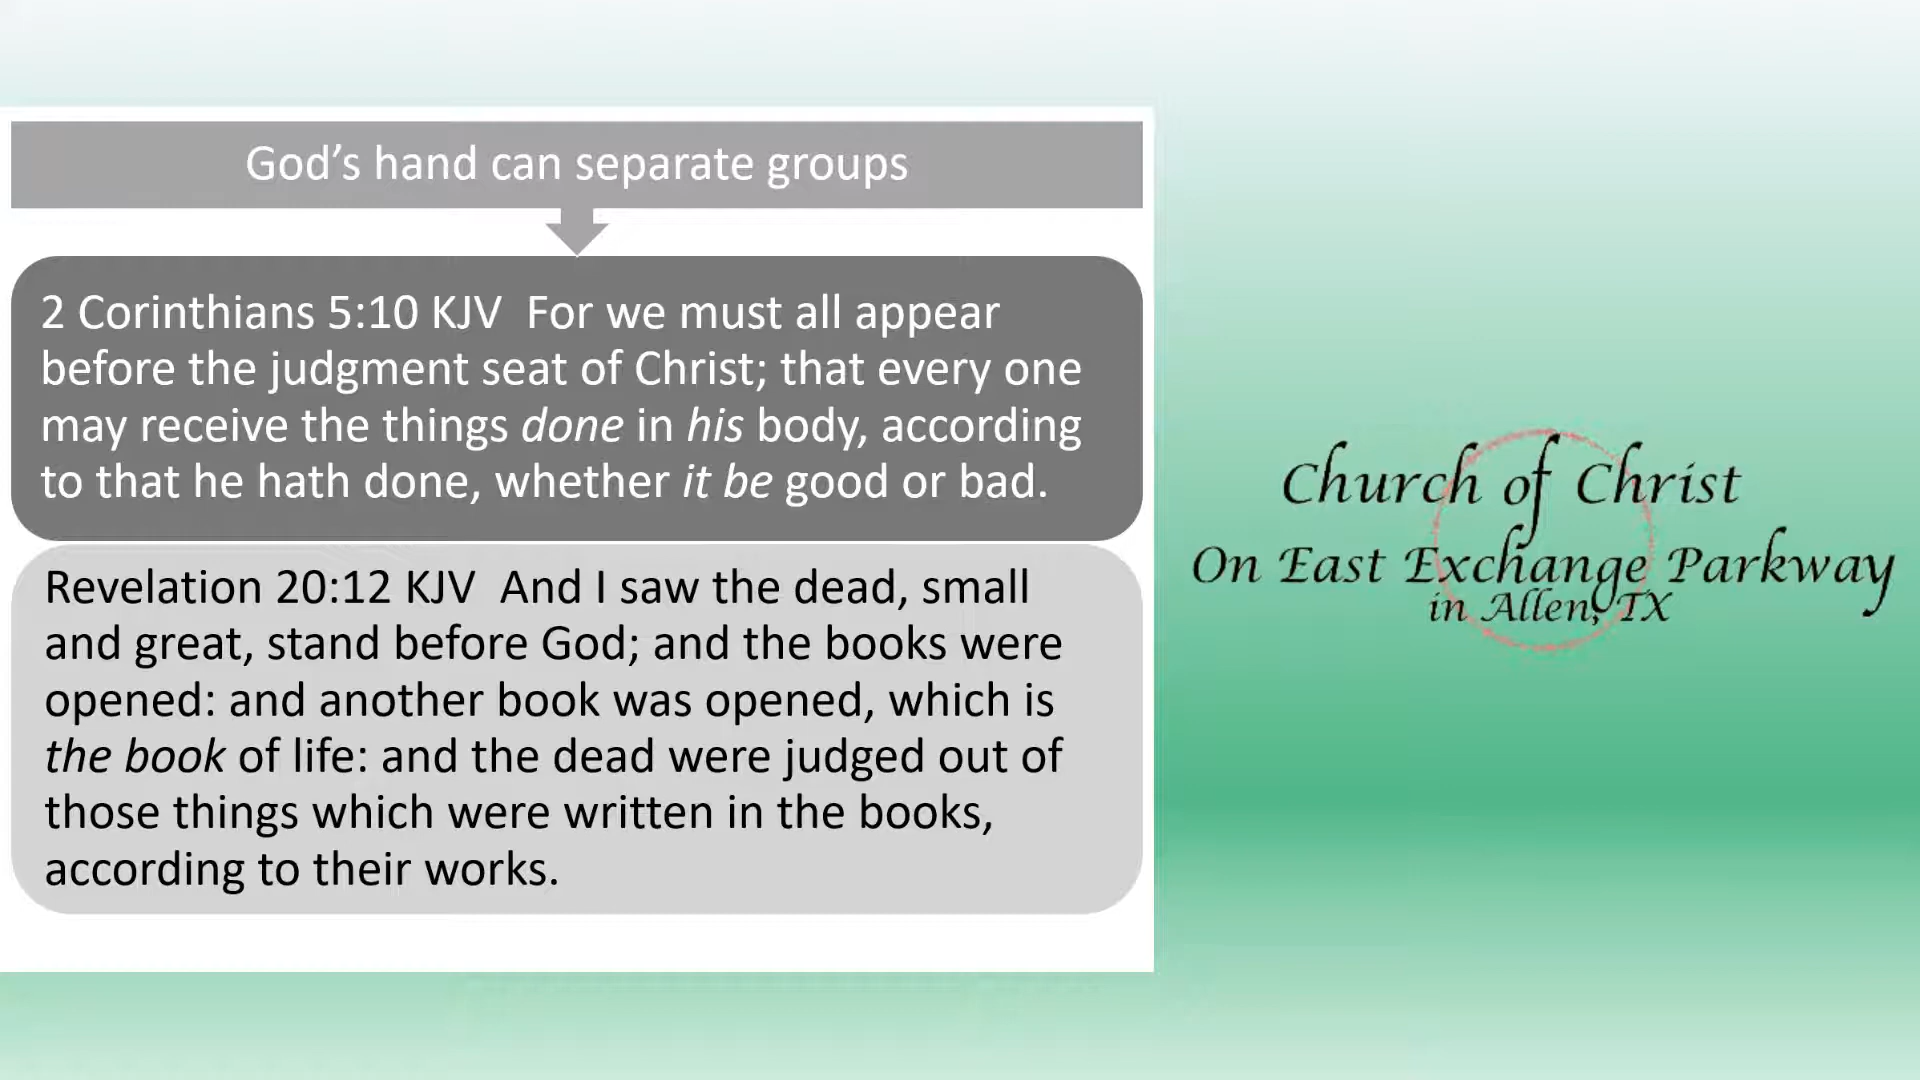 God’s hand can separate groups
2 Corinthians 5:10 KJV  For we must all appear
before the judgment seat of Christ; that every one
may receive the things done in his body, according
to that he hath done, whether it be good or bad.
Revelation 20:12 KJV  And I saw the dead, small
and great, stand before God; and the books were
opened: and another book was opened, which is
the book of life: and the dead were judged out of
those things which were written in the books,
according to their works.
Church of Christ
On East Exchange Parkway
in Allen, TX